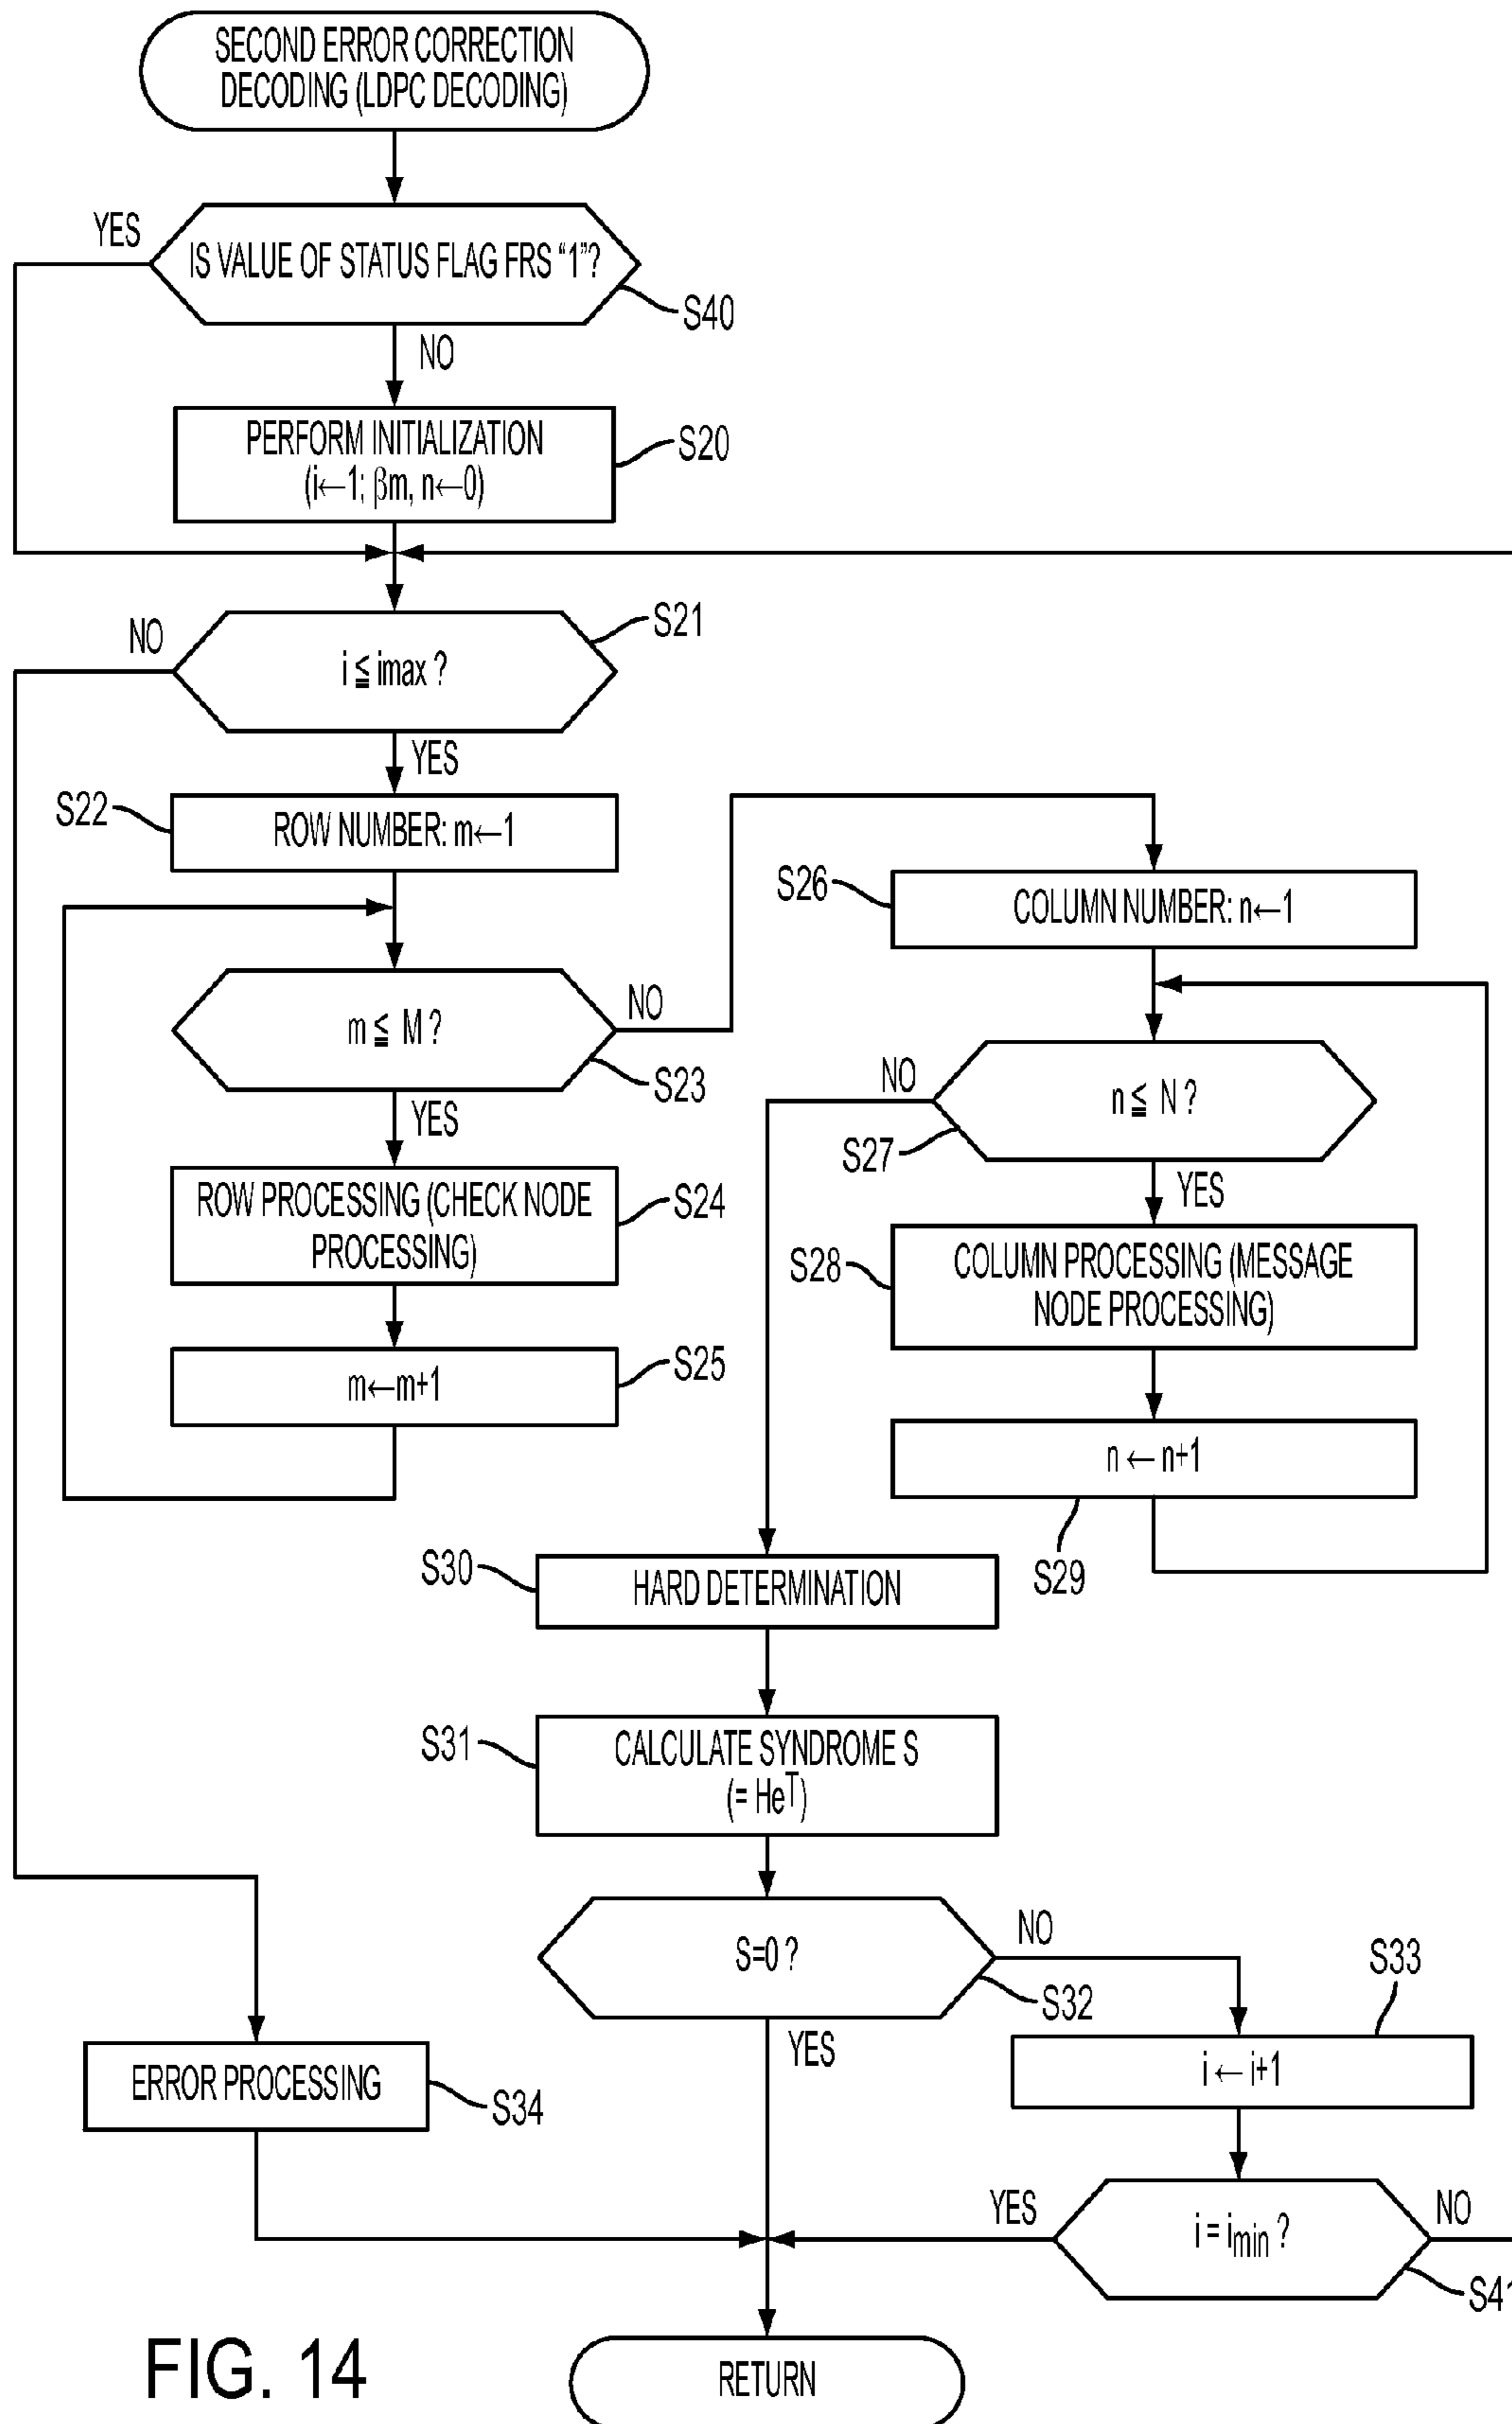 SECOND ERROR CORRECTION
DECODING (LDPC DECODING)
YES
IS VALUE OF STATUS FLAG FRS “1”?
S40
NO
PERFORM INITIALIZATION
(i←1; βm, n←0)
S20
NO
i ≦ imax ?
S21
YES
S22
ROW NUMBER: m←1
m ≦ M ?
NO
S23
YES
ROW PROCESSING (CHECK NODE
PROCESSING)
S24
m←m+1
S25
S26
COLUMN NUMBER: n←1
NO
n ≦ N ?
S27
YES
S28
COLUMN PROCESSING (MESSAGE
NODE PROCESSING)
n ← n+1
S29
S30
HARD DETERMINATION
S31
CALCULATE SYNDROME S
(= HeT)
S=0 ?
NO
S32
YES
S33
i ← i+1
ERROR PROCESSING
S34
YES
i = imin ?
NO
S41
RETURN
FIG. 14